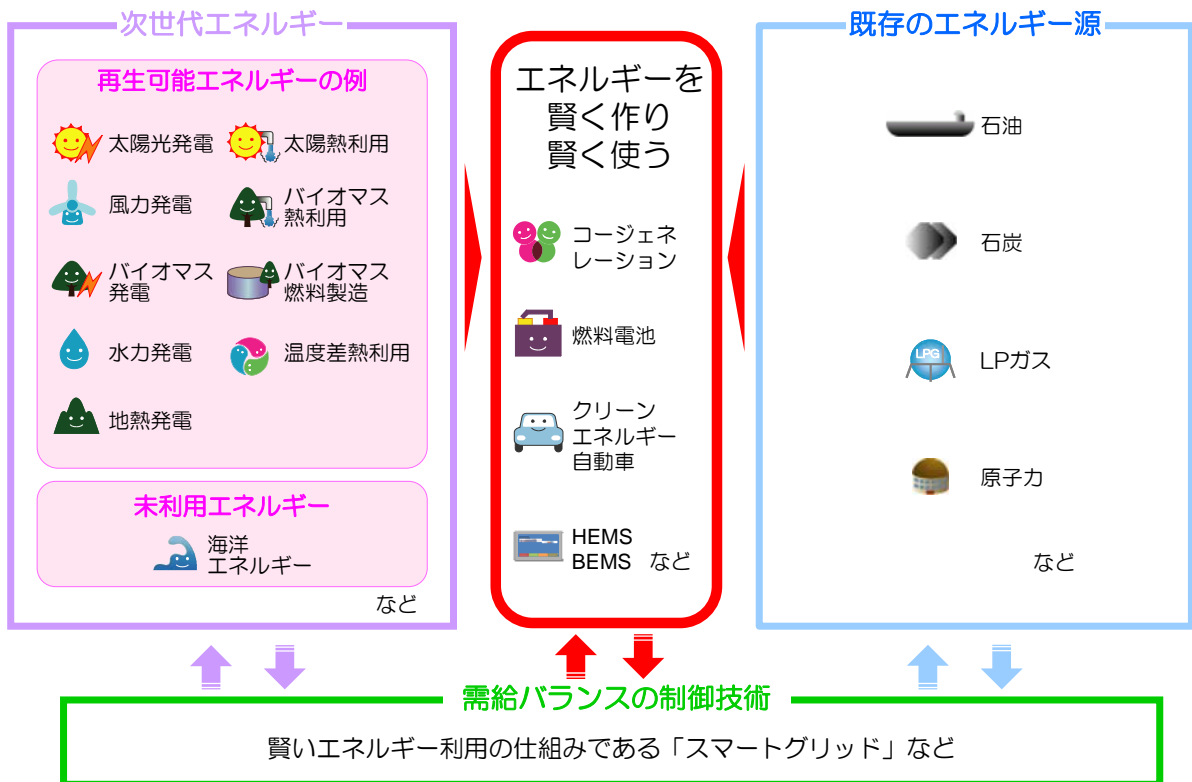 次世代エネルギー
再生可能エネルギーの例
太陽光発電
太陽熱利用
風力発電
バイオマス
熱利用
バイオマス
発電
バイオマス
燃料製造
水力発電
温度差熱利用
地熱発電
未利用エネルギー
海洋
エネルギー
など
エネルギーを
賢く作り
賢く使う
コージェネ
レーション
燃料電池
クリーン
エネルギー
自動車
HEMS
BEMS など
既存のエネルギー源
石油
石炭
LPG
LPガス
原子力
など
需給バランスの制御技術
賢いエネルギー利用の仕組みである「スマートグリッド」など